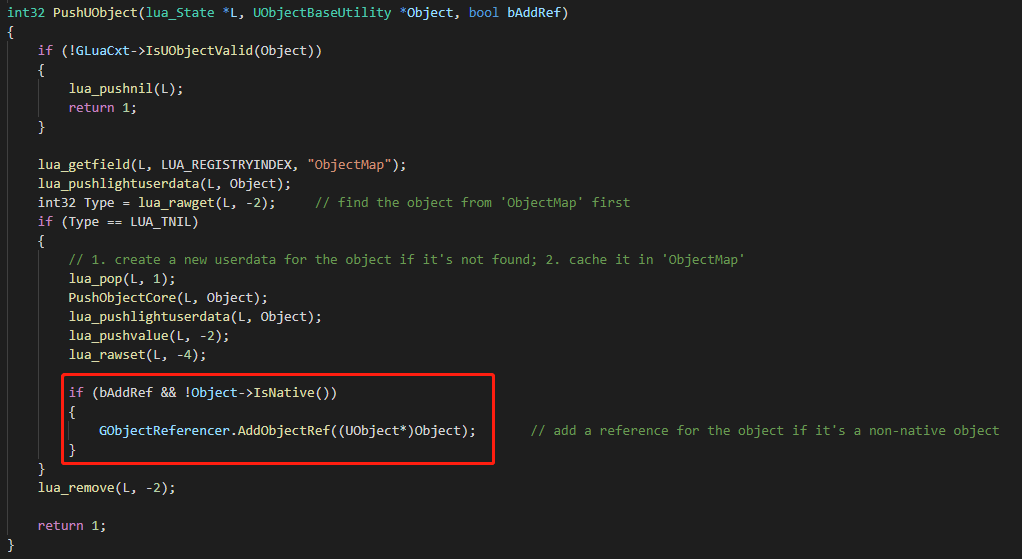 int32 PushUObject(lua_State *L, UObjectBaseUtility *Object, bool bAddRef)
{
    if (!GLuaCxt->IsUObjectValid(Object))
    {
        lua_pushnil(L);
        return 1;
    }
    lua_getfield(L, LUA_REGISTRYINDEX, "ObjectMap");
    lua_pushlightuserdata(L, Object);
    int32 Type = lua_rawget(L, -2);     // find the object from 'ObjectMap' first
    if (Type == LUA_TNIL)
    {
        // 1. create a new userdata for the object if it's not found; 2. cache it in 'ObjectMap'
        lua_pop(L, 1);
        PushObjectCore(L, Object);
        lua_pushlightuserdata(L, Object);
        lua_pushvalue(L, -2);
        lua_rawset(L, -4);
        if (bAddRef && !Object->IsNative())
        {
            GObjectReferencer.AddObjectRef((UObject*)Object);       // add a reference for the object if it's a non-native object
        }
    }
    lua_remove(L, -2);
    return 1;
}